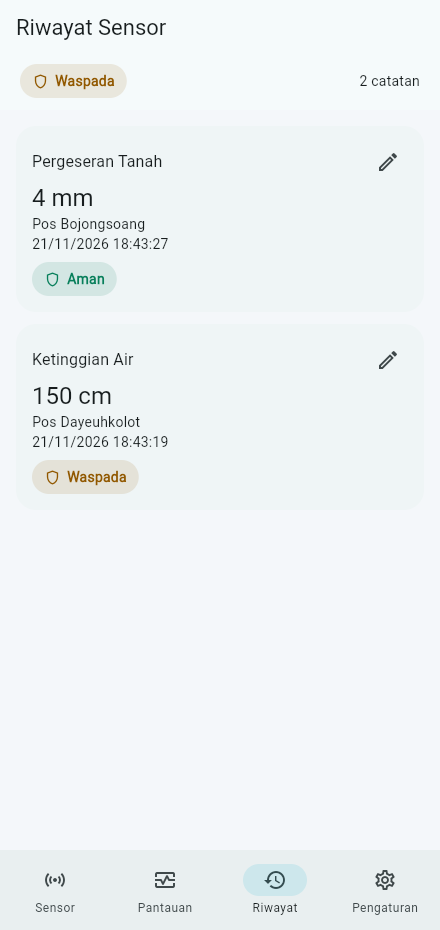 Riwayat Sensor
Waspada
2 catatan
Pergeseran Tanah
4 mm
Pos Bojongsoang
21/11/2026 18:43:27
Aman
Ketinggian Air
150 cm
Pos Dayeuhkolot
21/11/2026 18:43:19
Waspada
Sensor
Pantauan
Riwayat
Pengaturan